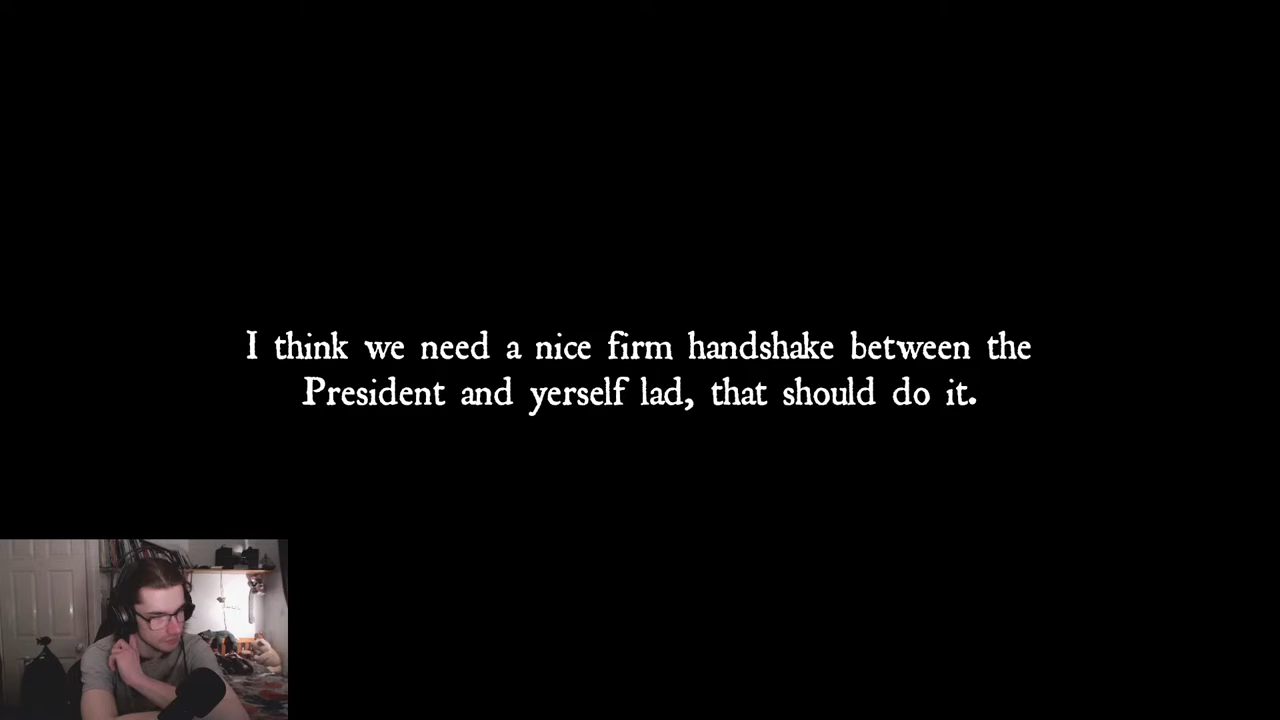 I think we need a nice firm handshake between the
President and yerself lad, that should do it.